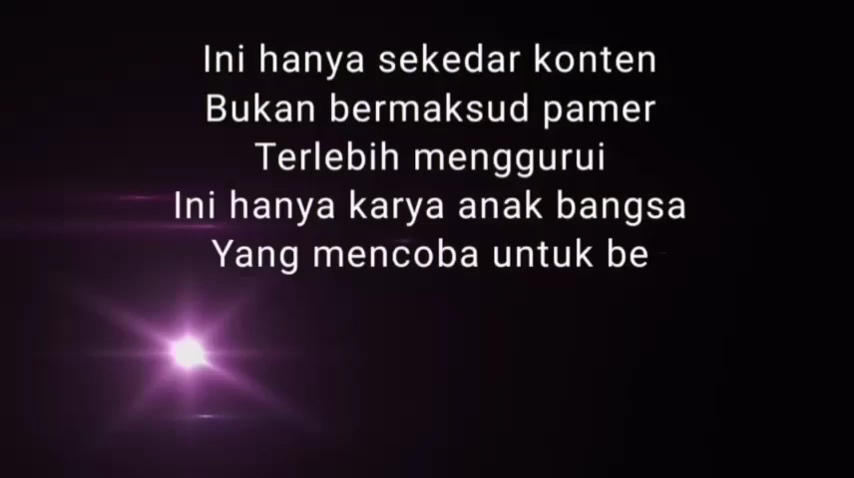 Ini hanya sekedar konten
Bukan bermaksud pamer
Terlebih menggurui
Ini hanya karya anak bangsa
Yang mencoba untuk be